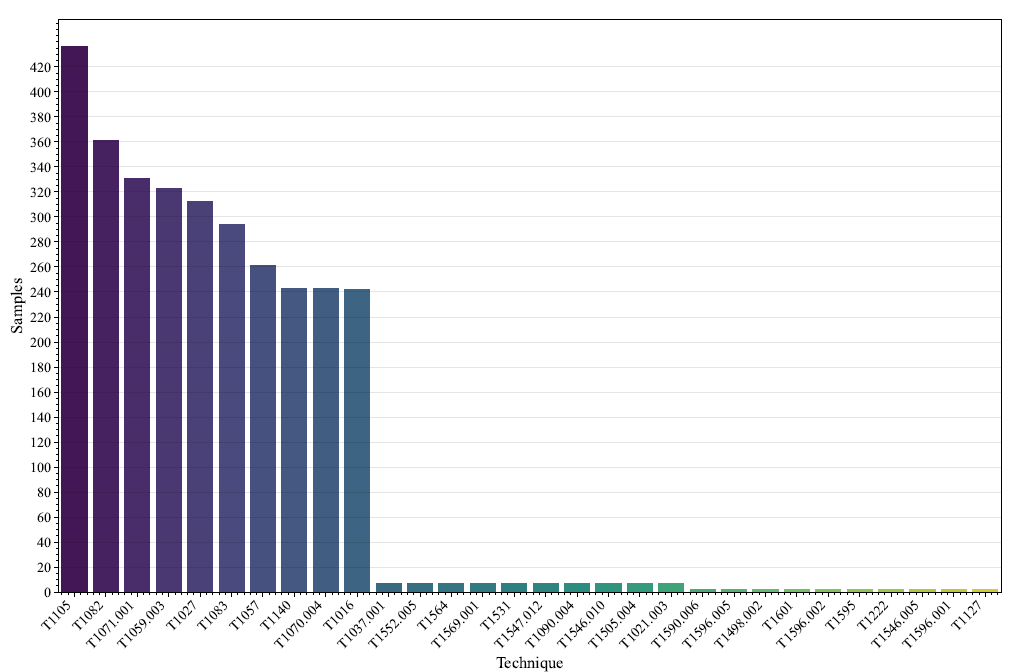 Samples
420
400
380
360
340
320
300
280
260
240
220
200
180
160
140
120
100
80
60
40
20
0
T1105
T1082
T1071.001
T1059.003
T1027
T1083
T1057
T1140
T1070.004
T1016
T1037.001
T1552.005
T1564
T1569.001
T1531
T1547.012
T1090.004
T1546.010
T1505.004
T1021.003
T1590.006
T1596.005
T1498.002
T1601
T1596.002
T1595
T1222
T1546.005
T1596.001
T1127
Technique